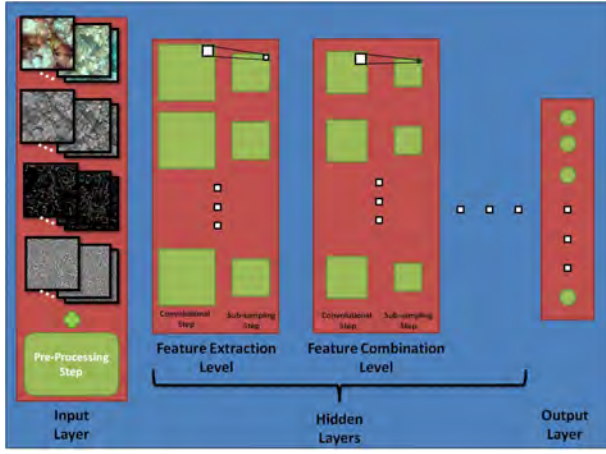 Convolutional
Step
Sub-sampling
Step
Convolutional
Step
Sub-sampling
Step
Pre-Processing
Step
Feature Extraction
Level
Feature Combination
Level
Input
Layer
Hidden
Layers
Output
Layer